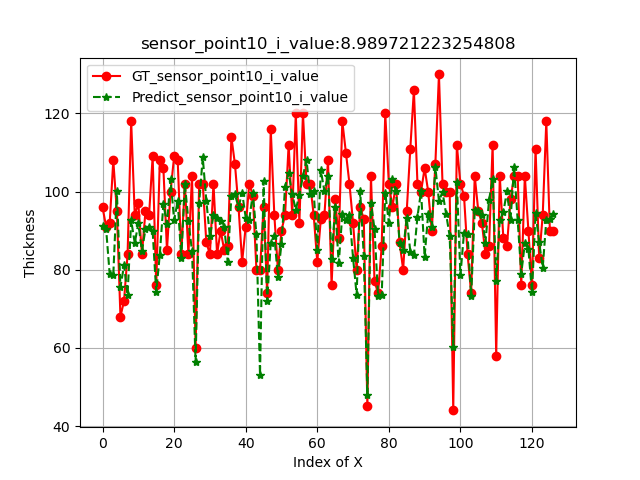 sensor_point10_i_value:8.989721223254808
GT_sensor_point10_i_value
Predict_sensor_point10_i_value
120
100
80
60
40
Thickness
0 20 40 60 80 100 120
Index of X